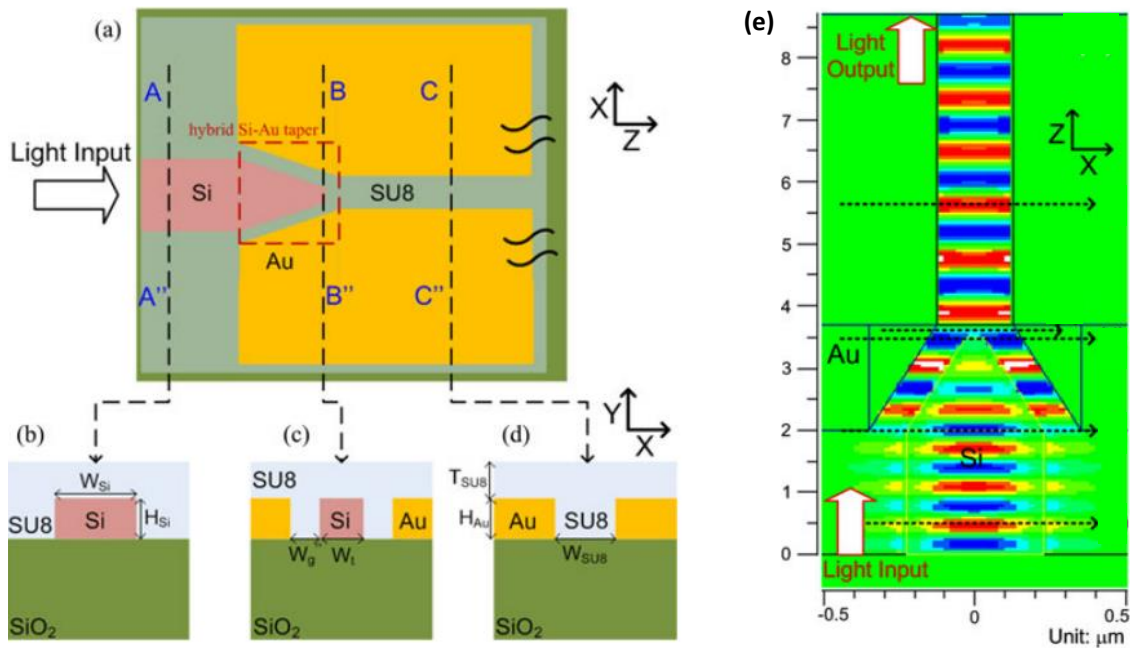 (a)
A
B
C
X
Z
hybrid Si-Au taper
Light Input
Si
SU8
Au
A’’
B’’
C’’
Y
X
(b)
(c)
(d)
W_Si
SU8
Si
H_Si
SiO₂
SU8
Si
Au
W_g
W_t
SiO₂
T_SU8
H_Au
Au
SU8
W_SU8
SiO₂
(e)
8
7
6
5
4
3
2
1
0
Light
Output
Z
X
Au
Si
Light Input
-0.5
0
0.5
Unit: μm